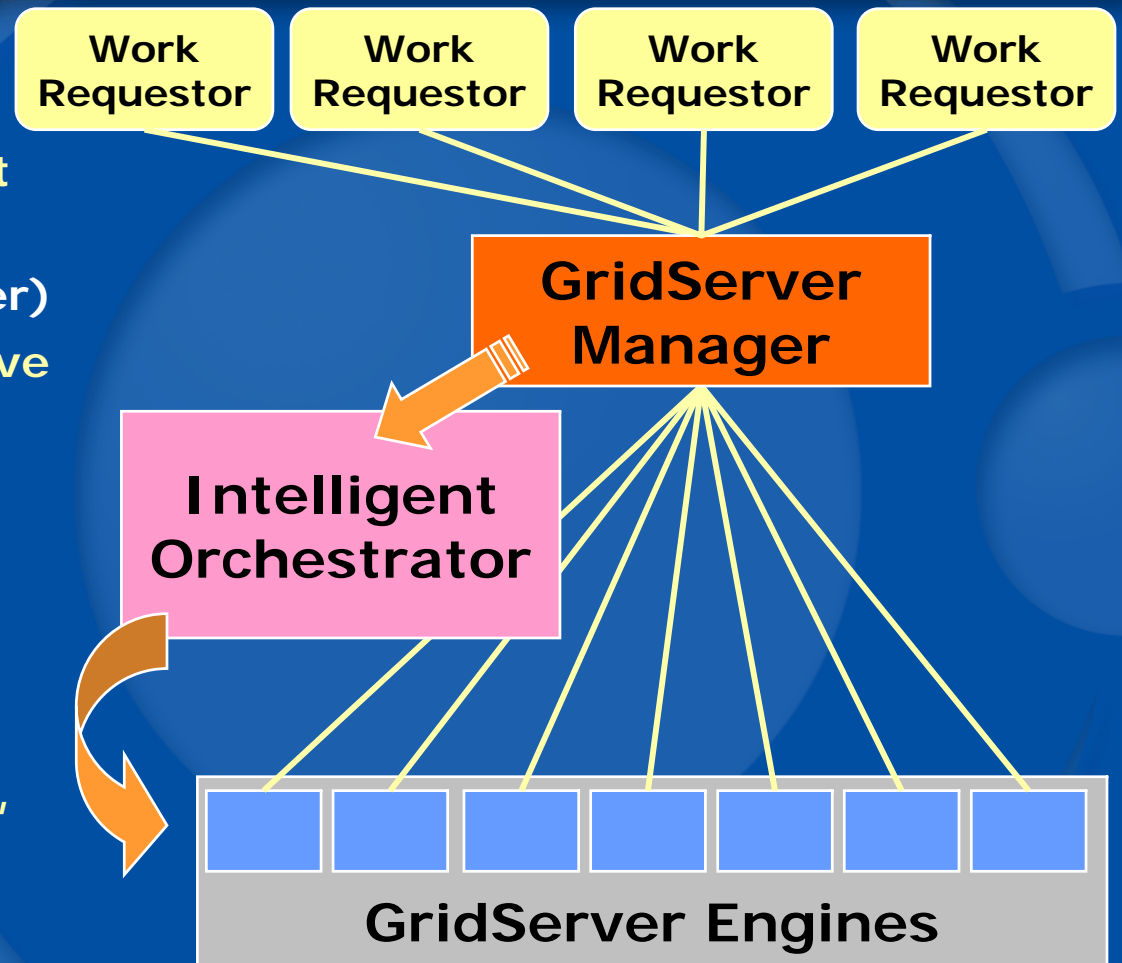 Work
Requestor
Work
Requestor
Work
Requestor
Work
Requestor
GridServer
Manager
Intelligent
Orchestrator
GridServer Engines